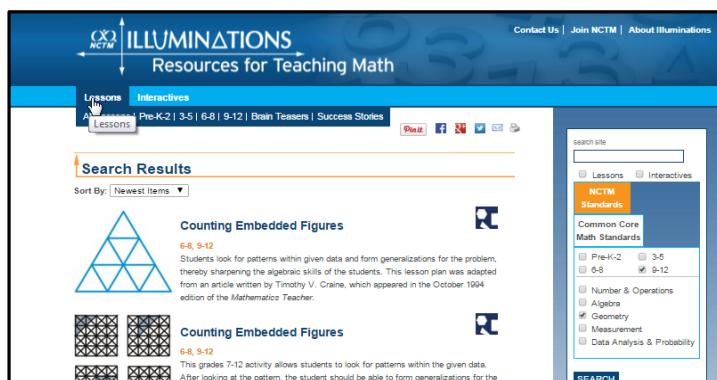 NCTM
ILLUMINATIONS
Resources for Teaching Math
Contact Us | Join NCTM | About Illuminations
Lessons Interactives
Pre-K-2 | 3-5 | 6-8 | 9-12 | Brain Teasers | Success Stories
Lessons
Pin it
Search Results
Sort By: Newest Items
Counting Embedded Figures
6-8, 9-12
Students look for patterns within given data and form generalizations for the problem,
thereby sharpening the algebraic skills of the students. This lesson plan was adapted
from an article written by Timothy V. Craine, which appeared in the October 1994
edition of the Mathematics Teacher.
Counting Embedded Figures
6-8, 9-12
This grades 7-12 activity allows students to look for patterns within the given data.
After looking at the pattern, the student should be able to form generalizations for the
search site
Lessons Interactives
NCTM
Standards
Common Core
Math Standards
Pre-K-2 3-5
6-8 9-12
Number & Operations
Algebra
Geometry
Measurement
Data Analysis & Probability
SEARCH